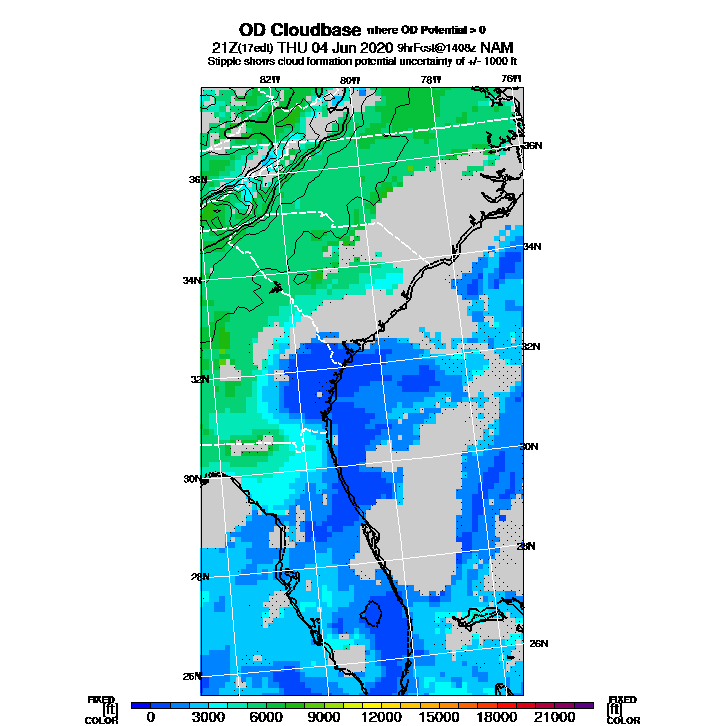 OD Cloudbase where OD Potential > 0
21Z(17edt) THU 04 Jun 2020 9hrFcst@1408z NAM
Stipple shows cloud formation potential uncertainty of +/- 1000 ft
82W 80W 78W 76W
36N
36N
34N
34N
32N
32N
30N
30N
28N
28N
26N
26N
FIXED FIXED
[ft] [ft]
COLOR 0 3000 6000 9000 12000 15000 18000 21000 COLOR